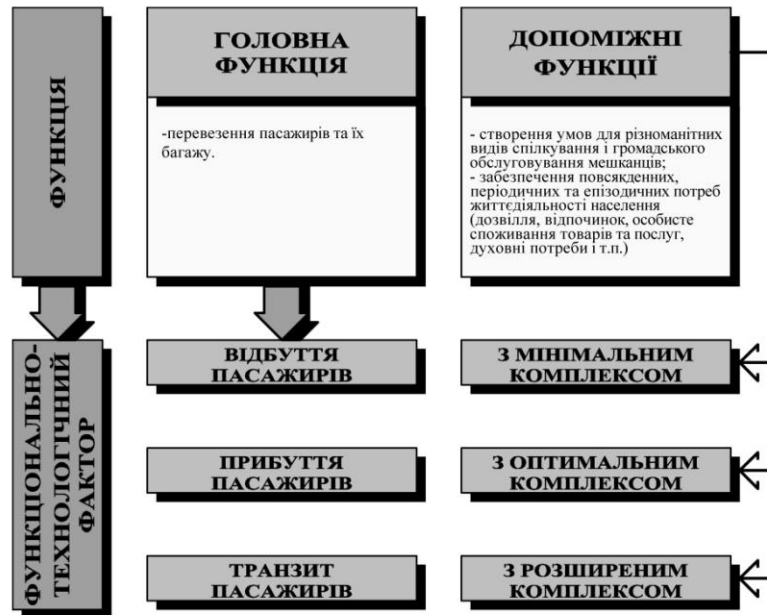 ФУНКЦІЯ
ГОЛОВНА
ФУНКЦІЯ
-перевезення пасажирів та їх
багажу.
ДОПОМІЖНІ
ФУНКЦІЇ
- створення умов для різноманітних
видів спілкування і громадського
обслуговування мешканців;
- забезпечення повсякденних,
періодичних та епізодичних потреб
життєдіяльності населення
(дозвілля, відпочинок, особисте
споживання товарів та послуг,
духовні потреби і т.п.)
ФУНКЦІОНАЛЬНО-
ТЕХНОЛОГІЧНИЙ
ФАКТОР
ВІДБУТТЯ
ПАСАЖИРІВ
З МІНІМАЛЬНИМ
КОМПЛЕКСОМ
ПРИБУТТЯ
ПАСАЖИРІВ
З ОПТИМАЛЬНИМ
КОМПЛЕКСОМ
ТРАНЗИТ
ПАСАЖИРІВ
З РОЗШИРЕНИМ
КОМПЛЕКСОМ